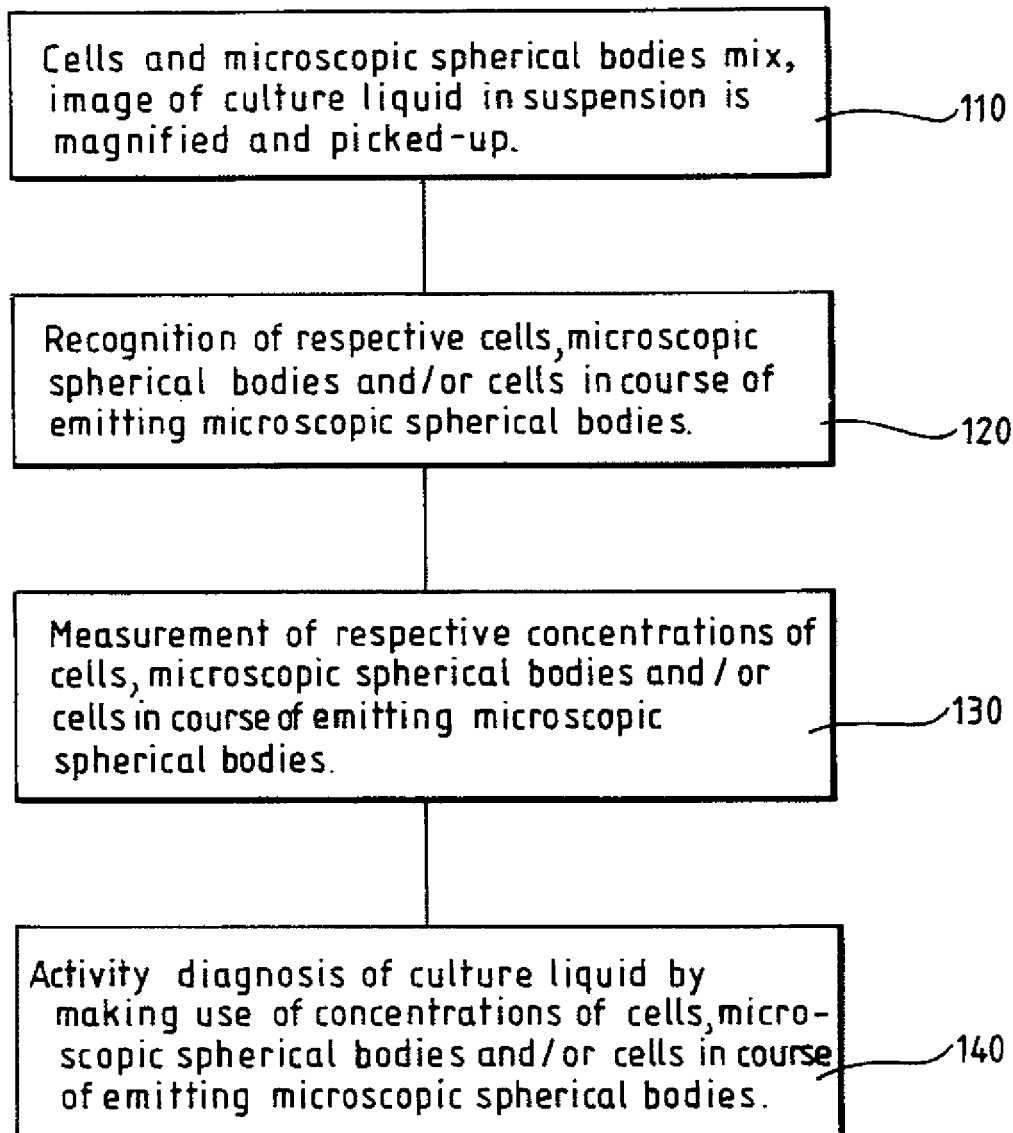 Cells and microscopic spherical bodies mix,
image of culture liquid in suspension is
magnified and picked-up.
110
Recognition of respective cells, microscopic
spherical bodies and/or cells in course of
emitting microscopic spherical bodies.
120
Measurement of respective concentrations of
cells, microscopic spherical bodies and / or
cells in course of emitting microscopic
spherical bodies.
130
Activity diagnosis of culture liquid by
making use of concentrations of cells, micro-
scopic spherical bodies and/or cells in course
of emitting microscopic spherical bodies.
140